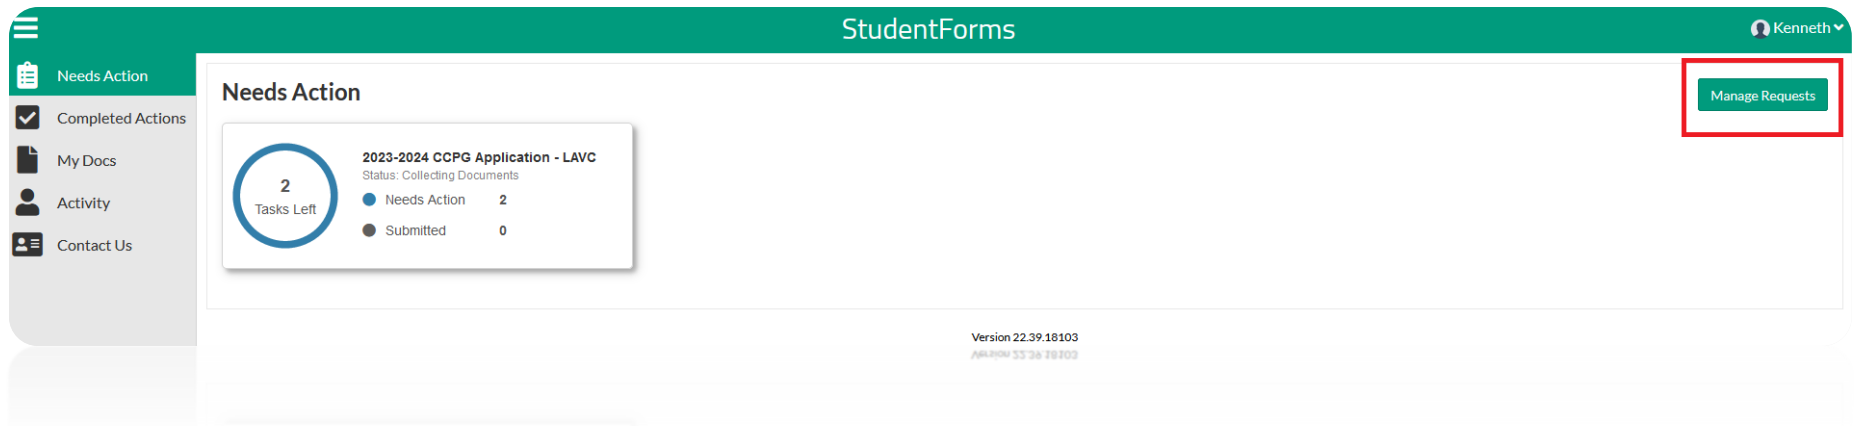 StudentForms
Kenneth
Needs Action
Completed Actions
My Docs
Activity
Contact Us
Needs Action
Manage Requests
2
Tasks Left
2023-2024 CCPG Application - LAVC
Status: Collecting Documents
Needs Action 2
Submitted 0
Version 22.39.18103